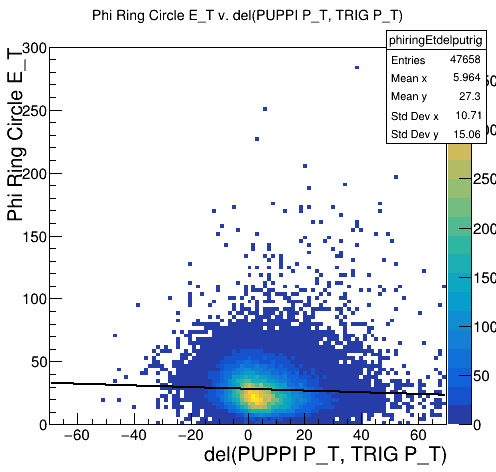 Phi Ring Circle E_T v. del(PUPPI P_T, TRIG P_T)
phiringEtdelputrig
Entries 47658
Mean x 5.964
Mean y 27.3
Std Dev x 10.71
Std Dev y 15.06
Phi Ring Circle E_T
300
250
200
150
100
50
0
−60 −40 −20 0 20 40 60
del(PUPPI P_T, TRIG P_T)
250
200
150
100
50
0